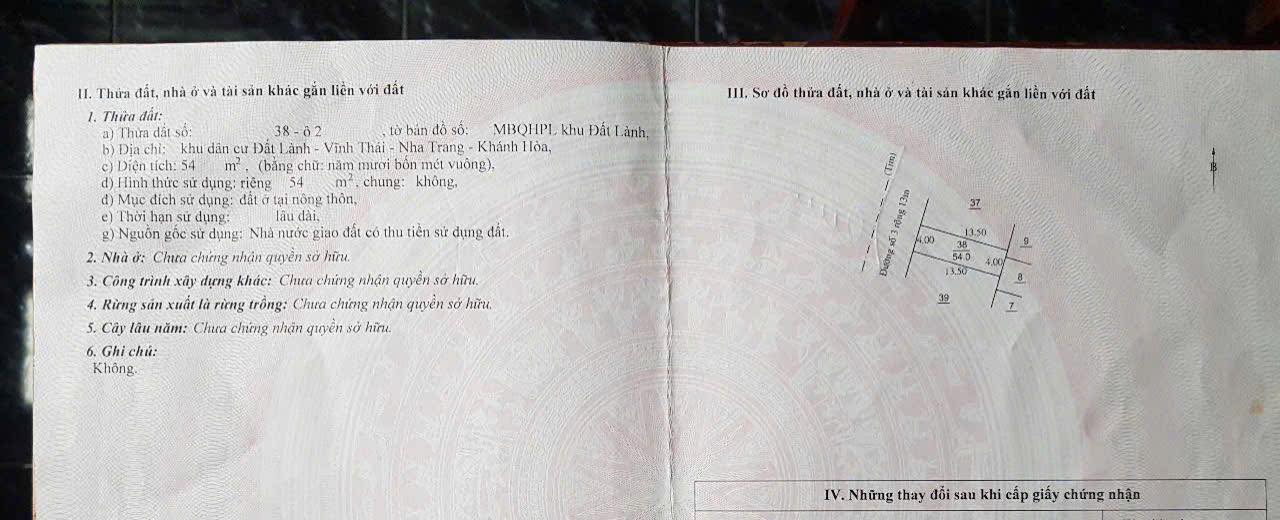 II. Thửa đất, nhà ở và tài sản khác gắn liền với đất
1. Thửa đất:
a) Thửa đất số: 38 - ô 2 , tờ bản đồ số: MBQHPL khu Đất Lành,
b) Địa chỉ: khu dân cư Đất Lành - Vĩnh Thái - Nha Trang - Khánh Hòa,
c) Diện tích: 54 m², (bằng chữ: năm mươi bốn mét vuông),
d) Hình thức sử dụng: riêng 54 m², chung: không,
đ) Mục đích sử dụng: đất ở tại nông thôn,
e) Thời hạn sử dụng: lâu dài,
g) Nguồn gốc sử dụng: Nhà nước giao đất có thu tiền sử dụng đất.
2. Nhà ở: Chưa chứng nhận quyền sở hữu.
3. Công trình xây dựng khác: Chưa chứng nhận quyền sở hữu.
4. Rừng sản xuất là rừng trồng: Chưa chứng nhận quyền sở hữu.
5. Cây lâu năm: Chưa chứng nhận quyền sở hữu.
6. Ghi chú:
Không.
III. Sơ đồ thửa đất, nhà ở và tài sản khác gắn liền với đất
B
(Tim)
Đường số 3 rộng 13m
37
13.50
4.00
38
54.0
4.00
13.50
9
8
7
39
IV. Những thay đổi sau khi cấp giấy chứng nhận